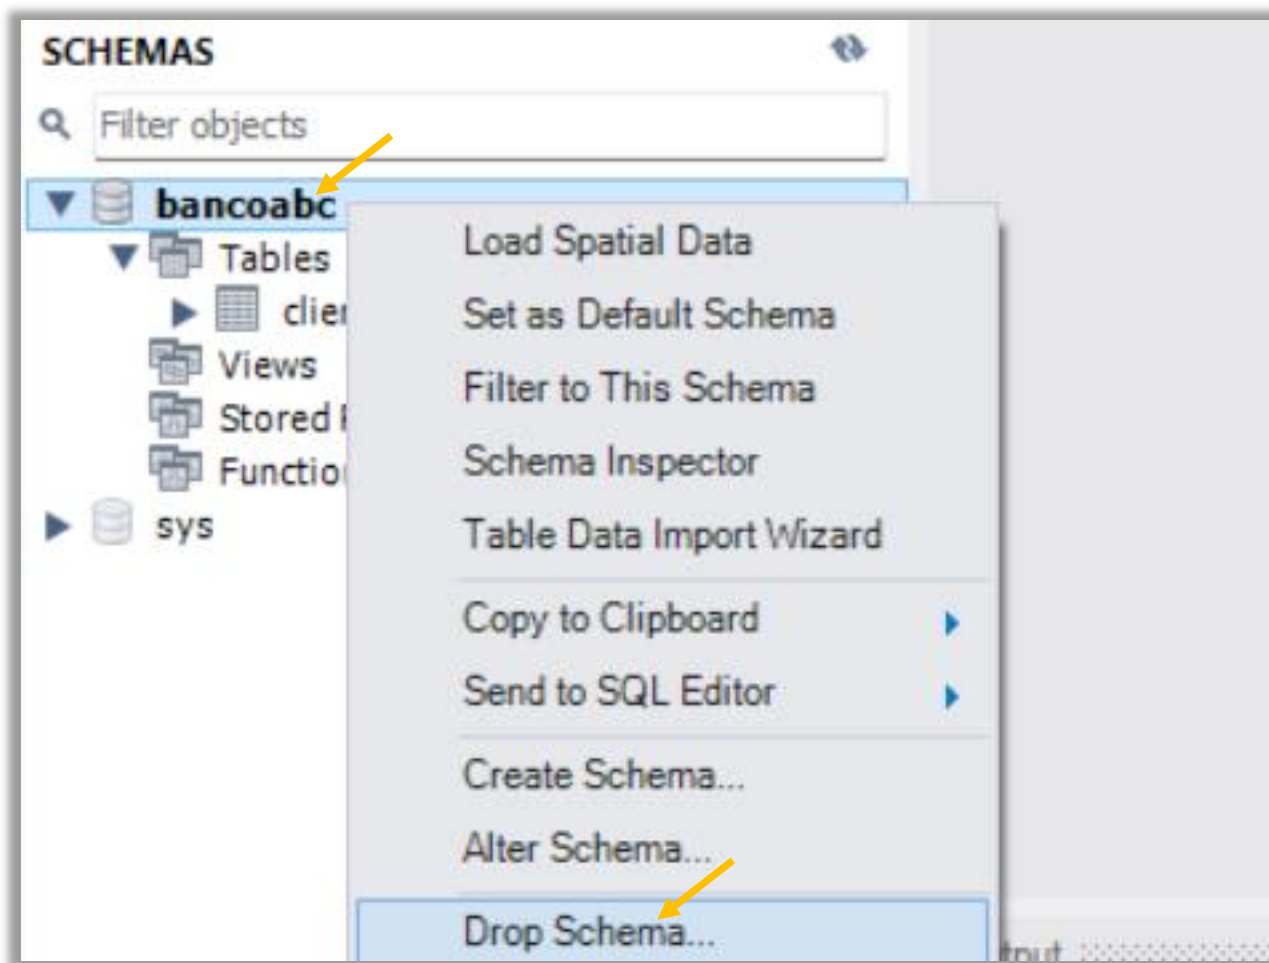 SCHEMAS
Filter objects
bancoabc
Tables
Views
Stored
sys
Load Spatial Data
Set as Default Schema
Filter to This Schema
Schema Inspector
Table Data Import Wizard
Copy to Clipboard
Send to SQL Editor
Create Schema...
Alter Schema...
Drop Schema...